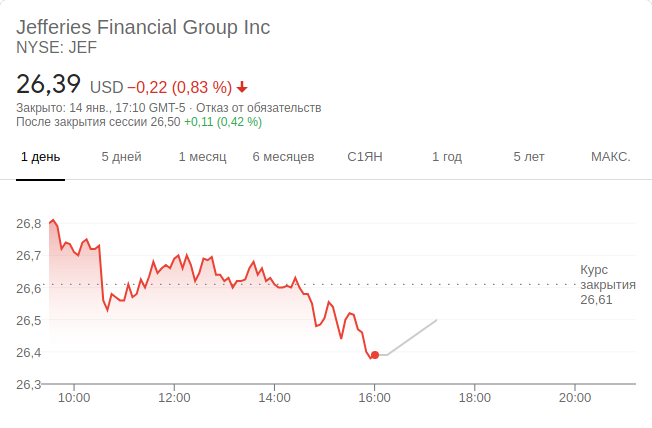 Jefferies Financial Group Inc
NYSE: JEF
26,39 USD −0,22 (0,83 %)
Закрыто: 14 янв., 17:10 GMT-5 · Отказ от обязательств
После закрытия сессии 26,50 +0,11 (0,42 %)
1 день 5 дней 1 месяц 6 месяцев С1ЯН 1 год 5 лет МАКС.
26,8
26,7
26,6
26,5
26,4
26,3
Курс
закрытия
26,61
10:00 12:00 14:00 16:00 18:00 20:00